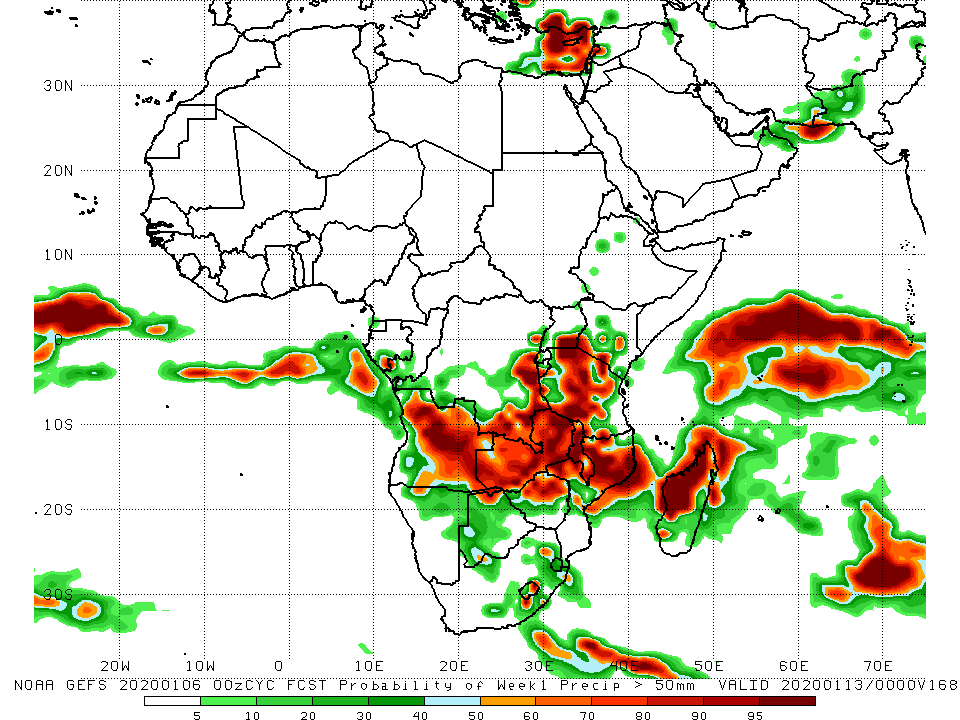 30N
20N
10N
0
10S
20S
30S
20W 10W 0 10E 20E 30E 40E 50E 60E 70E
NOAA GEFS 20200106 00zCYC FCST Probability of Week1 Precip > 50mm VALID 20200113/0000V168
5 10 20 30 40 50 60 70 80 90 95